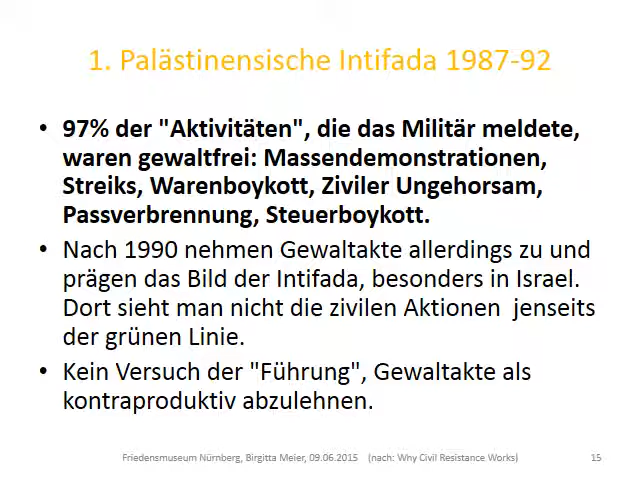 1. Palästinensische Intifada 1987-92
• 97% der "Aktivitäten", die das Militär meldete,
waren gewaltfrei: Massendemonstrationen,
Streiks, Warenboykott, Ziviler Ungehorsam,
Passverbrennung, Steuerboykott.
• Nach 1990 nehmen Gewaltakte allerdings zu und
prägen das Bild der Intifada, besonders in Israel.
Dort sieht man nicht die zivilen Aktionen  jenseits
der grünen Linie.
• Kein Versuch der "Führung", Gewaltakte als
kontraproduktiv abzulehnen.
Friedensmuseum Nürnberg, Birgitta Meier, 09.06.2015    (nach: Why Civil Resistance Works)    15